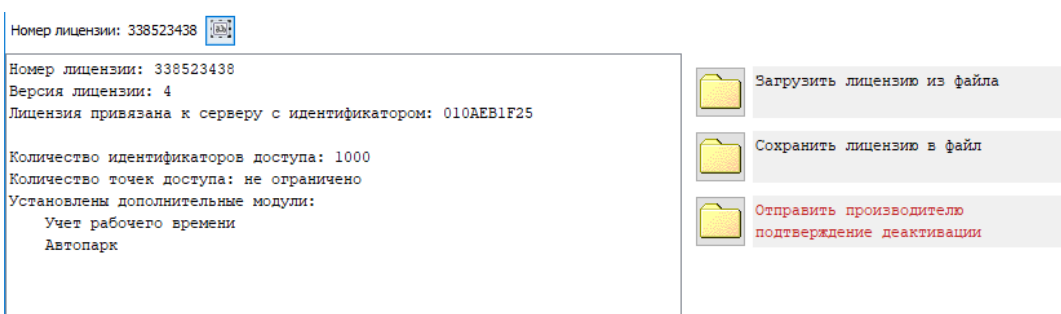 Номер лицензии: 338523438
Номер лицензии: 338523438
Версия лицензии: 4
Лицензия привязана к серверу с идентификатором: 010AEB1F25
Количество идентификаторов доступа: 1000
Количество точек доступа: не ограничено
Установлены дополнительные модули:
Учет рабочего времени
Автопарк
Загрузить лицензию из файла
Сохранить лицензию в файл
Отправить производителю
подтверждение деактивации